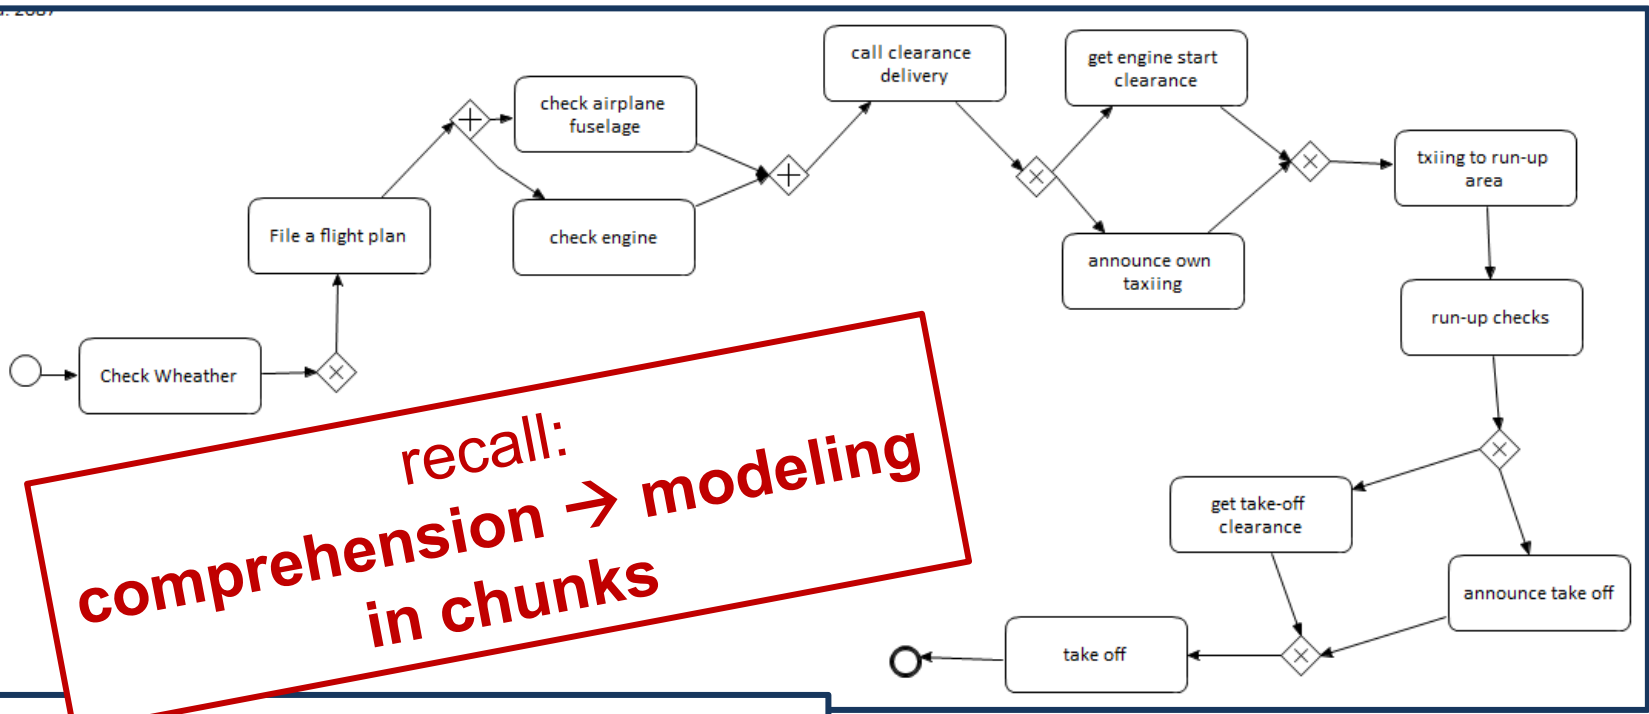 call clearance
delivery
get engine start
clearance
check airplane
fuselage
txiing to run-up
area
File a flight plan
check engine
announce own
taxiing
run-up checks
Check Wheather
recall:
comprehension → modeling
in chunks
get take-off
clearance
announce take off
take off